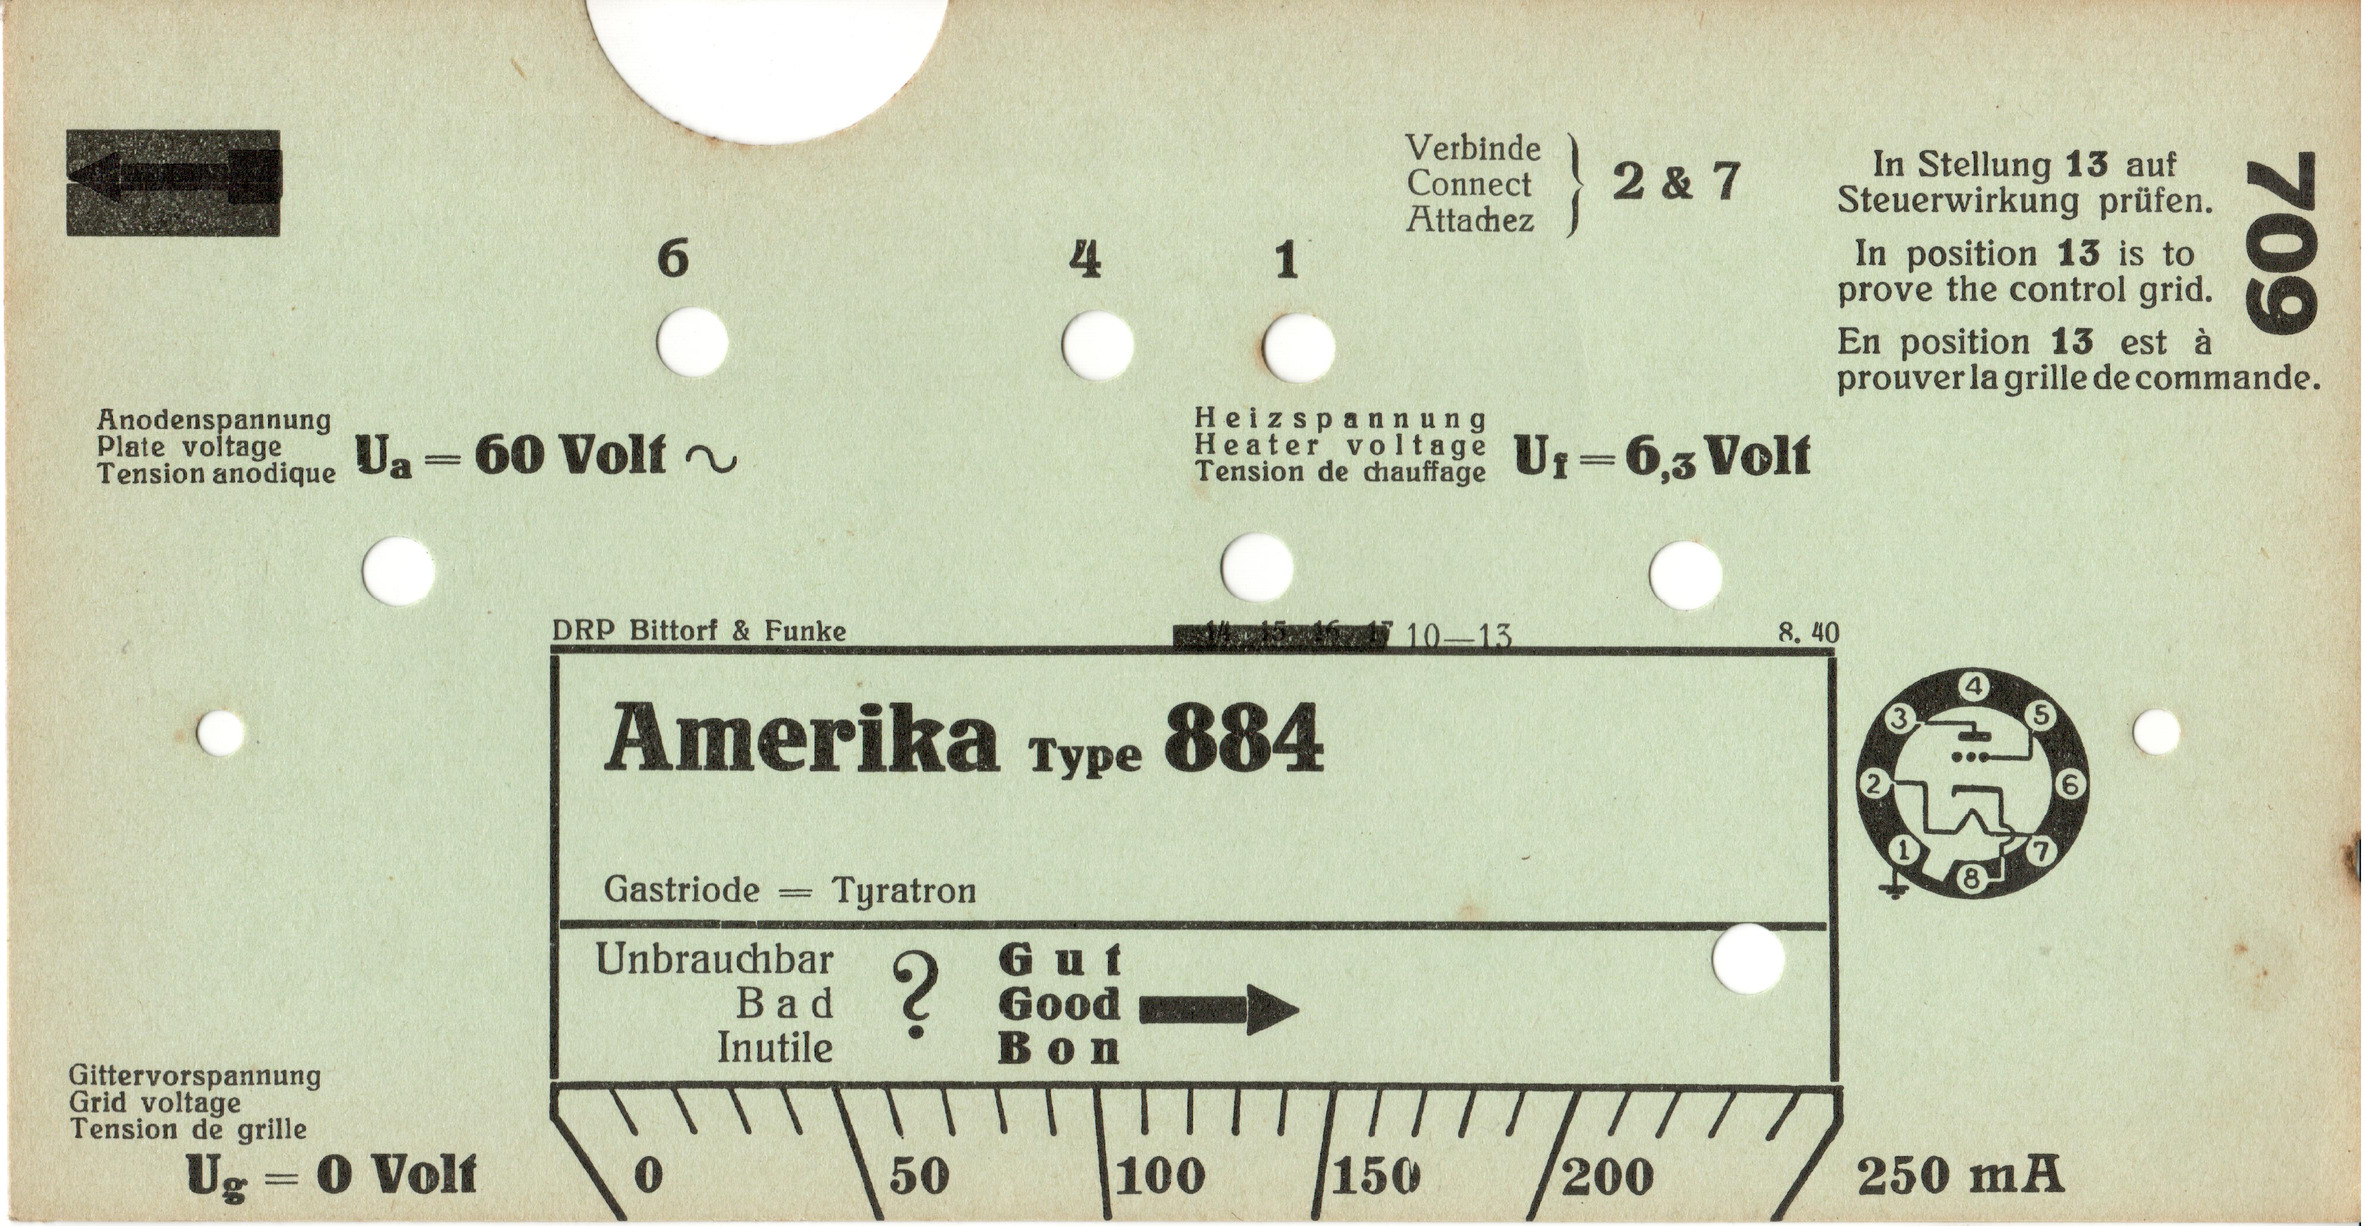 Verbinde
Connect
Attachez
2 & 7
In Stellung 13 auf
Steuerwirkung prüfen.
In position 13 is to
prove the control grid.
En position 13 est à
prouver la grille de commande.
709
6
4
1
Anodenspannung
Plate voltage
Tension anodique
Ua = 60 Volt ~
Heizspannung
Heater voltage
Tension de chauffage
Uf = 6,3 Volt
DRP Bittorf & Funke
14 15 16 17 10—13
8. 40
Amerika Type 884
Gastriode = Tyratron
4
3
5
2
6
1
7
8
Unbrauchbar
Bad
Inutile
?
Gut
Good
Bon
Gittervorspannung
Grid voltage
Tension de grille
Ug = 0 Volt
0 50 100 150 200 250 mA